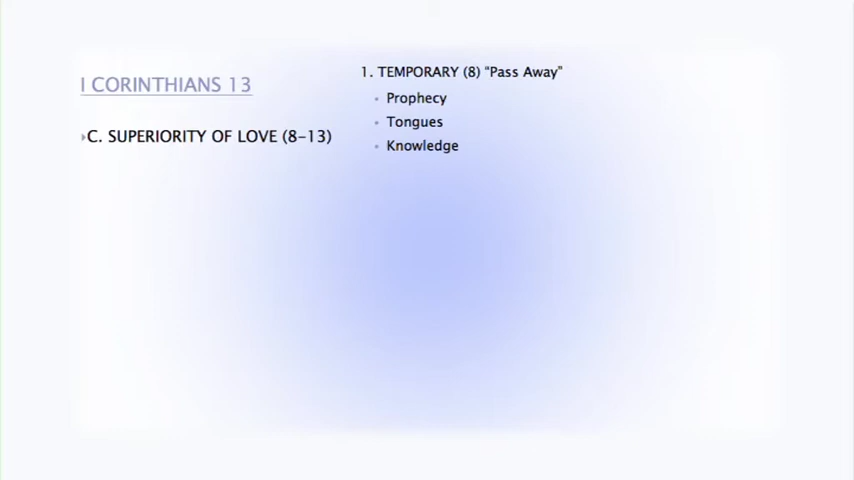 I CORINTHIANS 13
C. SUPERIORITY OF LOVE (8-13)
1. TEMPORARY (8) “Pass Away”
• Prophecy
• Tongues
• Knowledge